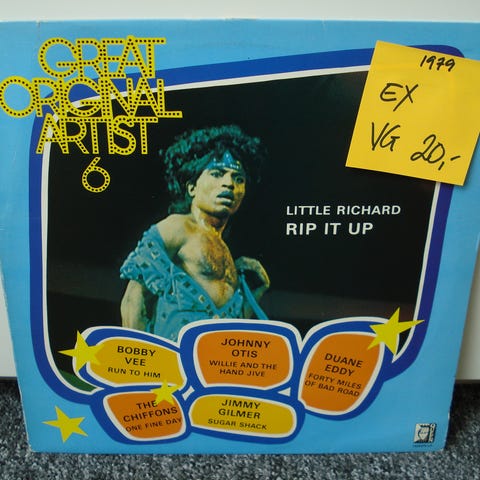 GREAT
ORIGINAL
ARTIST
6
1979
EX
VG 20,-
LITTLE RICHARD
RIP IT UP
BOBBY
VEE
RUN TO HIM
JOHNNY
OTIS
WILLIE AND THE
HAND JIVE
DUANE
EDDY
FORTY MILES
OF BAD ROAD
THE
CHIFFONS
ONE FINE DAY
JIMMY
GILMER
SUGAR SHACK